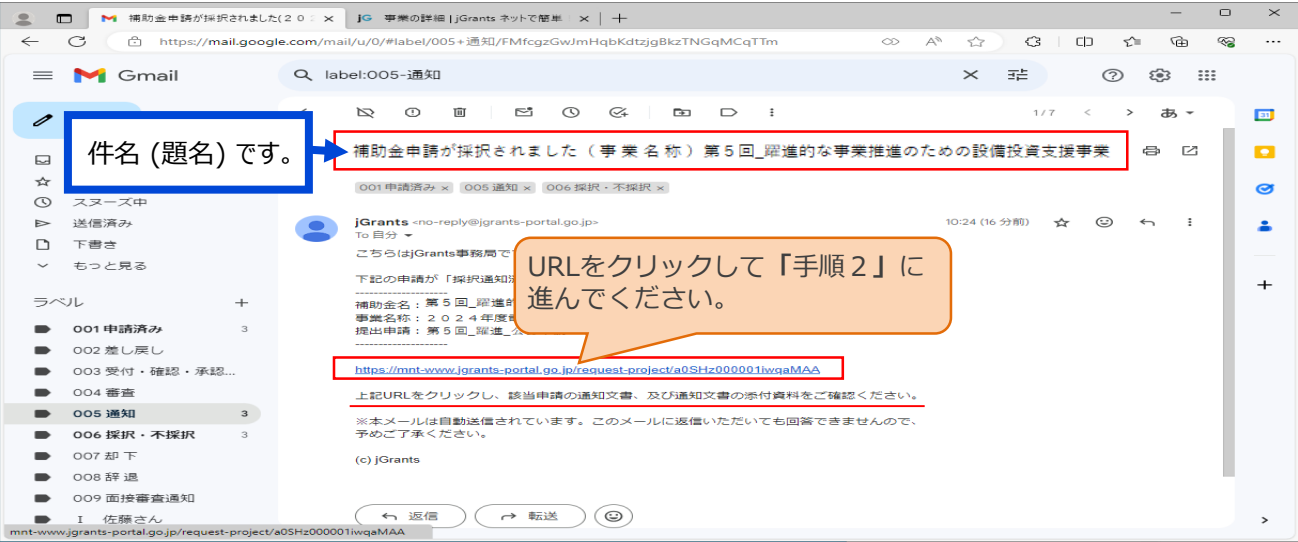 補助金申請が採択されました(20
jG 事業の詳細 | jGrants ネットで簡単
https://mail.google.com/mail/u/0/#label/005+通知/FMfcgzGwJmHqbKdtzjgBkzTNGqMCqTTm
Gmail
label:005-通知
1/7
あ
31
件名 (題名) です。
補助金申請が採択されました（事業名称）第５回_躍進的な事業推進のための設備投資支援事業
001 申請済み × 005 通知 × 006 採択・不採択 ×
スヌーズ中
送信済み
下書き
もっと見る
ラベル
001 申請済み 3
002 差し戻し
003 受付・確認・承認...
004 審査
005 通知 3
006 採択・不採択 3
007 却 下
008 辞 退
009 面接審査通知
I 佐藤さん
jGrants <no-reply@jgrants-portal.go.jp>
10:24 (16 分前)
To 自分
こちらはjGrants事務局で
下記の申請が「採択通知
--------------------
補助金名：第５回_躍進
事業名称：２０２４年度
提出申請：第５回_躍進_
--------------------
URLをクリックして「手順２」に
進んでください。
https://mnt-www.jgrants-portal.go.jp/request-project/a0SHz000001iwqaMAA
上記URLをクリックし、該当申請の通知文書、及び通知文書の添付資料をご確認ください。
※本メールは自動送信されています。このメールに返信いただいても回答できませんので、
予めご了承ください。
(c) jGrants
返信
転送
mnt-www.jgrants-portal.go.jp/request-project/a0SHz000001iwqaMAA